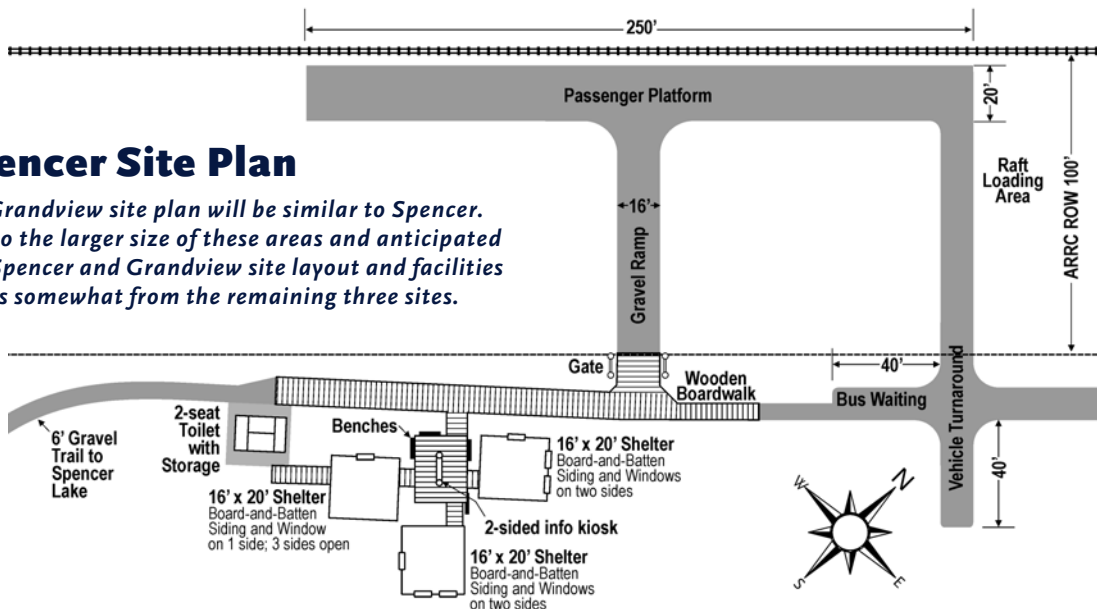 250'
Passenger Platform
20'
encer Site Plan
Grandview site plan will be similar to Spencer.
o the larger size of these areas and anticipated
Spencer and Grandview site layout and facilities
s somewhat from the remaining three sites.
16'
Gravel Ramp
Raft
Loading
Area
ARRC ROW 100'
Gate
Wooden
Boardwalk
40'
Bus Waiting
Vehicle Turnaround
40'
6' Gravel
Trail to
Spencer
Lake
2-seat
Toilet
with
Storage
Benches
16' x 20' Shelter
Board-and-Batten
Siding and Windows
on two sides
16' x 20' Shelter
Board-and-Batten
Siding and Window
on 1 side; 3 sides open
2-sided info kiosk
16' x 20' Shelter
Board-and-Batten
Siding and Windows
on two sides
W
N
S
E